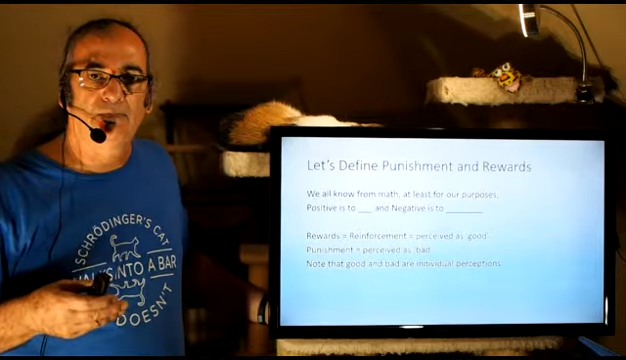 SCHRÖDINGER'S CAT
WALKS INTO A BAR
DOESN'T
Let's Define Punishment and Rewards
We all know from math, at least for our purposes,
Positive is to ___ and Negative is to ________
Rewards = Reinforcement = perceived as 'good'
Punishment = perceived as 'bad'
Note that good and bad are individual perceptions